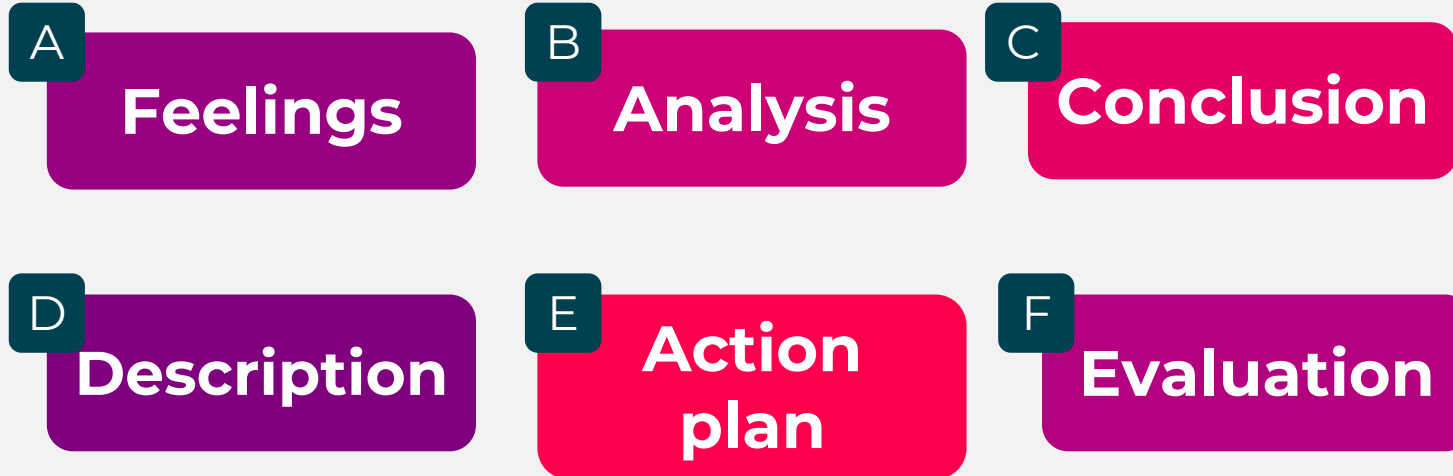 A
Feelings
B
Analysis
C
Conclusion
D
Description
E
Action
plan
F
Evaluation